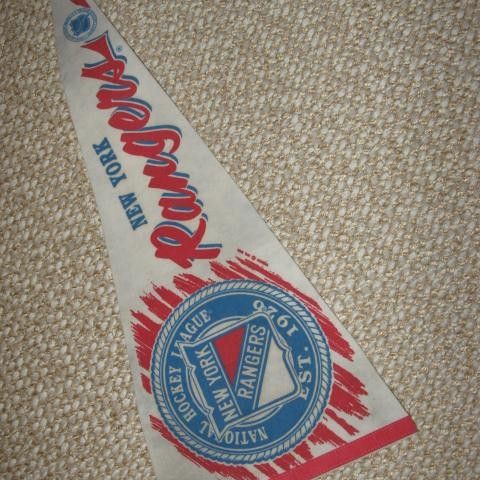 NEW YORK
Rangers®
NATIONAL HOCKEY LEAGUE
EST. 1926
NEW YORK
RANGERS